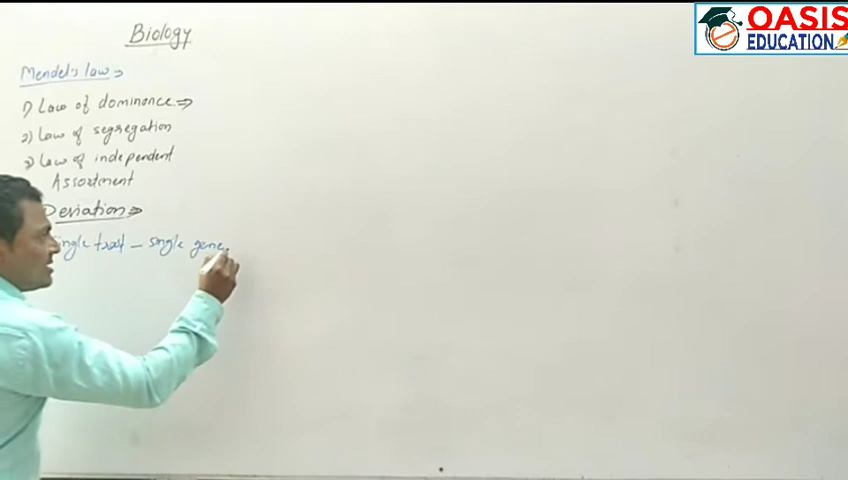 OASIS
EDUCATION
Biology
Mendel's law
1) Law of dominance ⇒
2) Law of segregation
3) Law of independent
Assortment
Deviation ⇒
Single trait – single gene